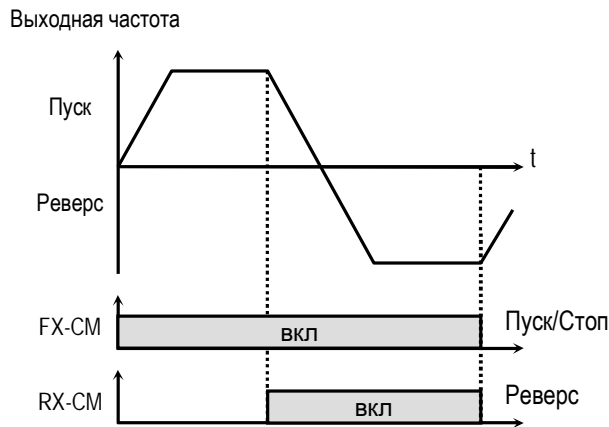 Выходная частота
Пуск
t
Реверс
FX-CM
вкл
Пуск/Стоп
RX-CM
вкл
Реверс